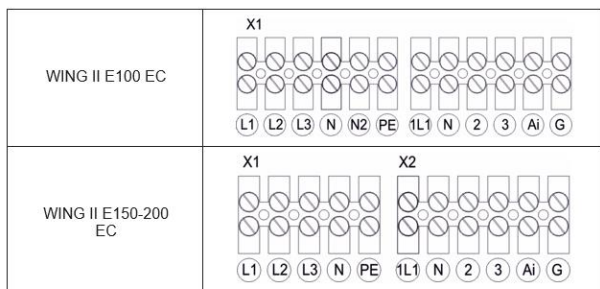 X1
WING II E100 EC
L1 L2 L3 N N2 PE 1L1 N 2 3 Ai G
X1 X2
WING II E150-200
EC
L1 L2 L3 N PE 1L1 N 2 3 Ai G